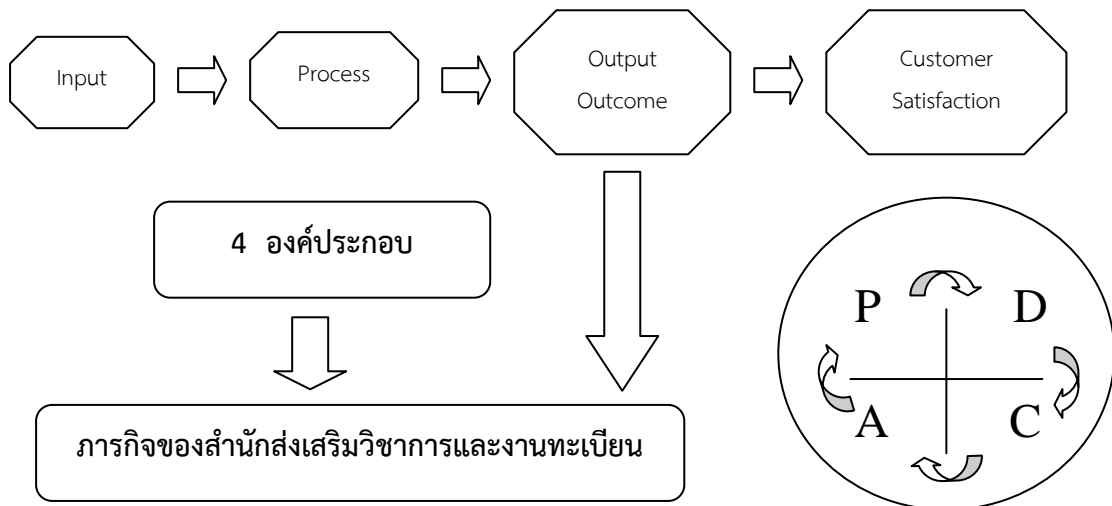 Input
Process
Output
Outcome
Customer
Satisfaction
4 องค์ประกอบ
P
D
A
C
ภารกิจของสำนักส่งเสริมวิชาการและงานทะเบียน